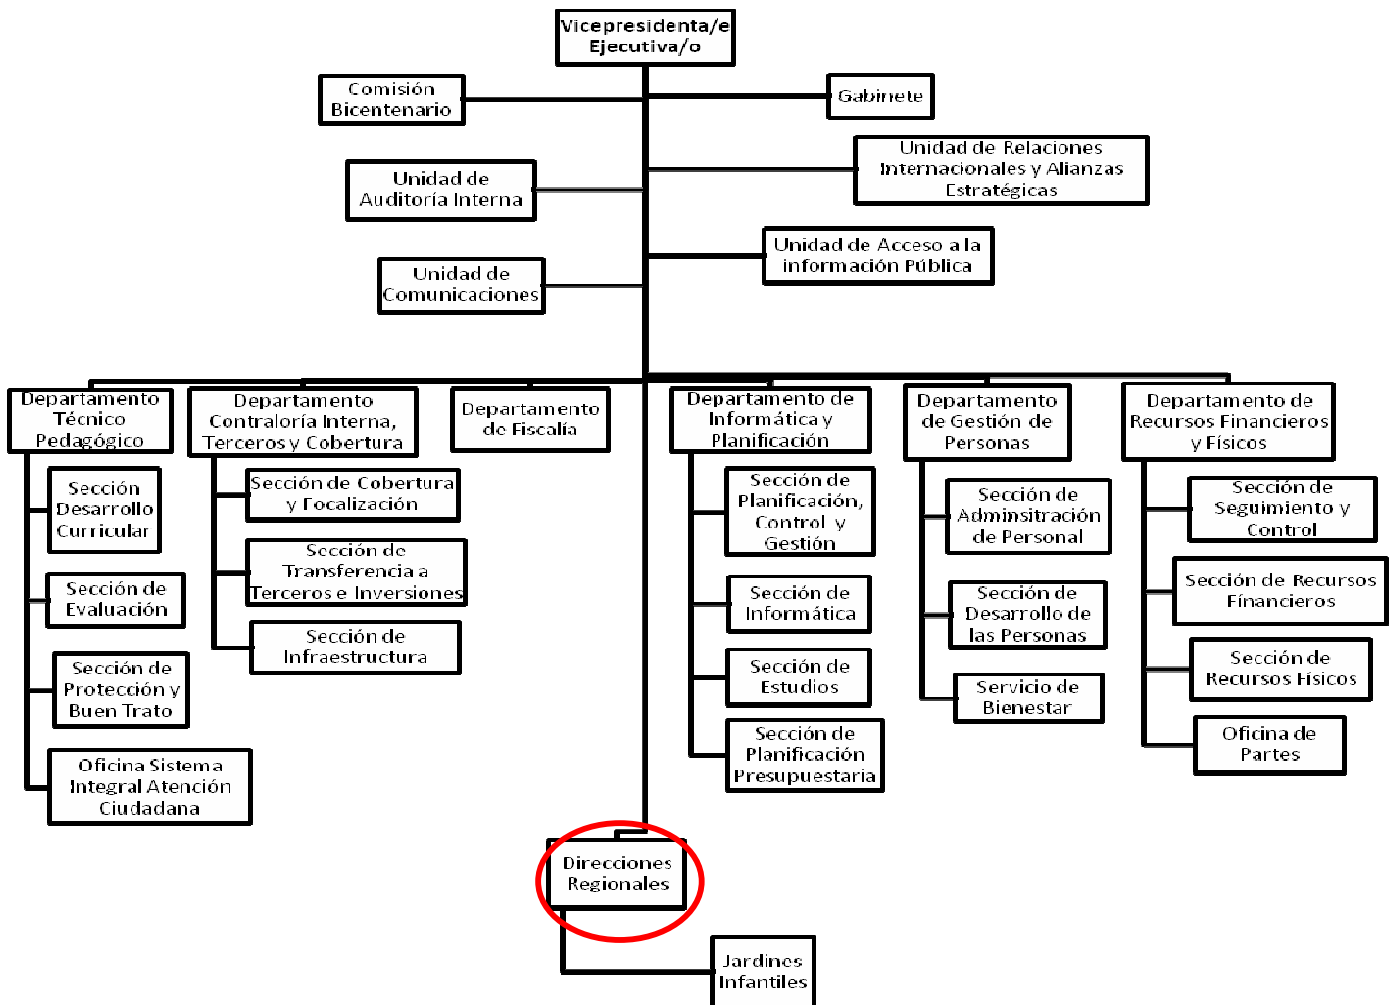 Vicepresidenta/e
Ejecutiva/o
Comisión
Bicentenario
Gabinete
Unidad de Relaciones
Internacionales y Alianzas
Estratégicas
Unidad de
Auditoría Interna
Unidad de Acceso a la
información Pública
Unidad de
Comunicaciones
Departamento
Técnico
Pedagógico
Departamento
Contraloría Interna,
Terceros y Cobertura
Departamento
de Fiscalía
Departamento de
Informática y
Planificación
Departamento
de Gestión de
Personas
Departamento de
Recursos Financieros
y Físicos
Sección
Desarrollo
Curricular
Sección de
Evaluación
Sección de
Protección y
Buen Trato
Oficina Sistema
Integral Atención
Ciudadana
Sección de Cobertura
y Focalización
Sección de
Transferencia a
Terceros e Inversiones
Sección de
Infraestructura
Sección de
Planificación,
Control y
Gestión
Sección de
Informática
Sección de
Estudios
Sección de
Planificación
Presupuestaria
Sección de
Adminsitración
de Personal
Sección de
Desarrollo de
las Personas
Servicio de
Bienestar
Sección de
Seguimiento y
Control
Sección de Recursos
Fínancieros
Sección de
Recursos Físicos
Oficina de
Partes
Direcciones
Regionales
Jardines
Infantiles